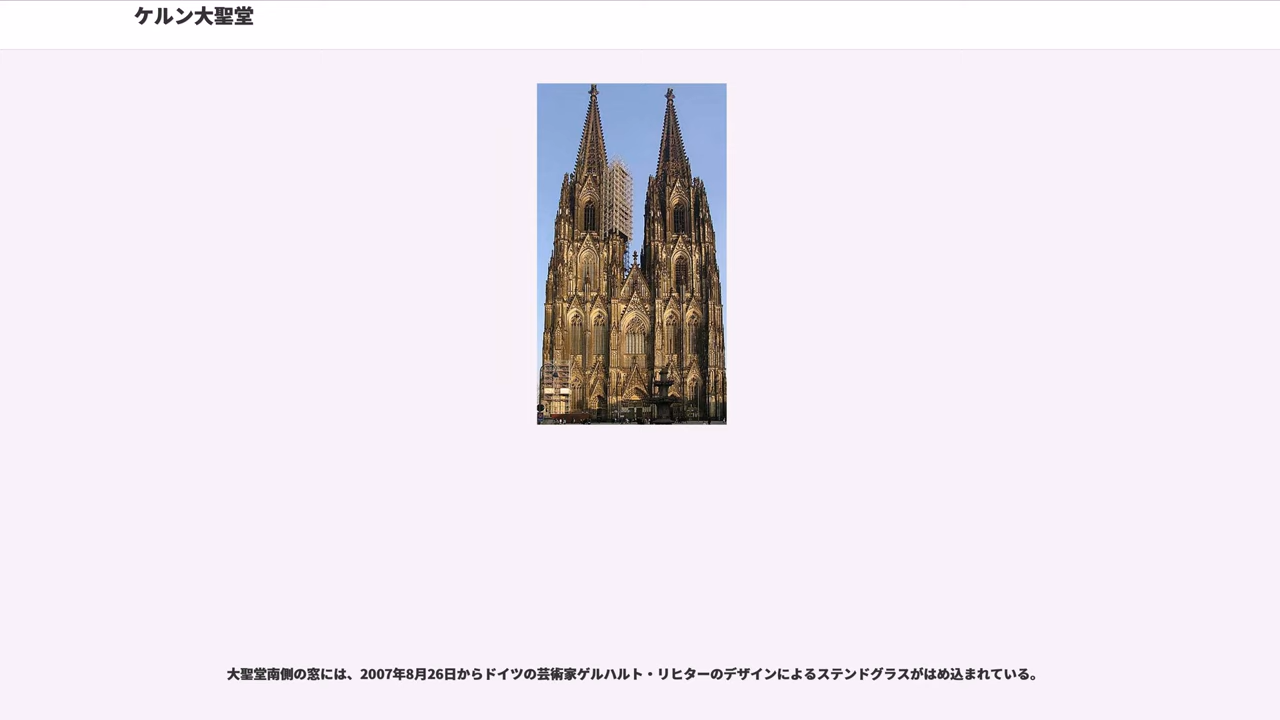 ケルン大聖堂
大聖堂南側の窓には、2007年8月26日からドイツの芸術家ゲルハルト・リヒターのデザインによるステンドグラスがはめ込まれている。